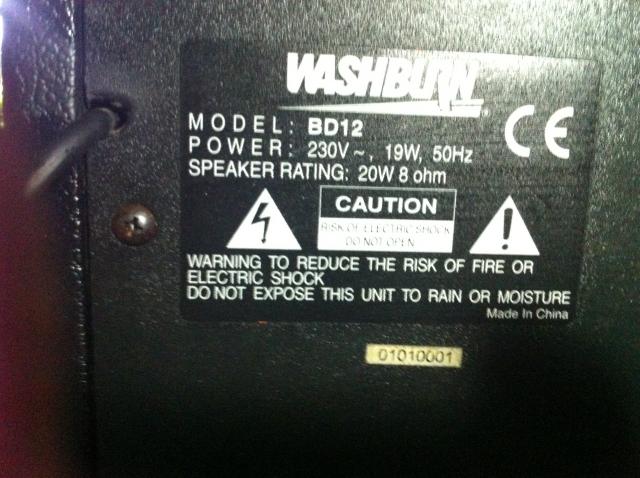 WASHBURN
MODEL: BD12
POWER: 230V~, 19W, 50Hz
CE
SPEAKER RATING: 20W 8 ohm
CAUTION
RISK OF ELECTRIC SHOCK
DO NOT OPEN
WARNING TO REDUCE THE RISK OF FIRE OR
ELECTRIC SHOCK
DO NOT EXPOSE THIS UNIT TO RAIN OR MOISTURE
Made In China
01010001